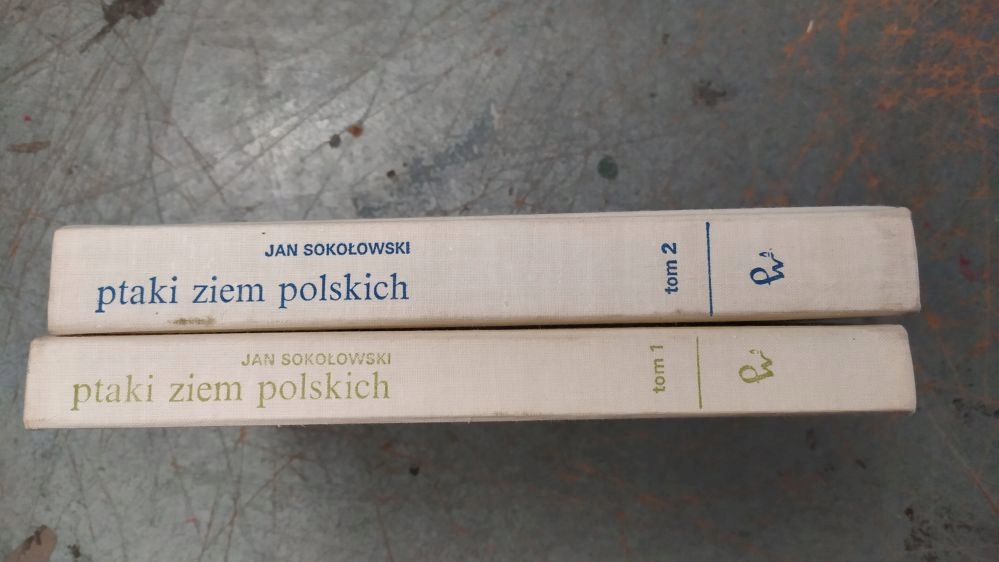 JAN SOKOŁOWSKI
ptaki ziem polskich
tom 2
JAN SOKOŁOWSKI
ptaki ziem polskich
tom 1